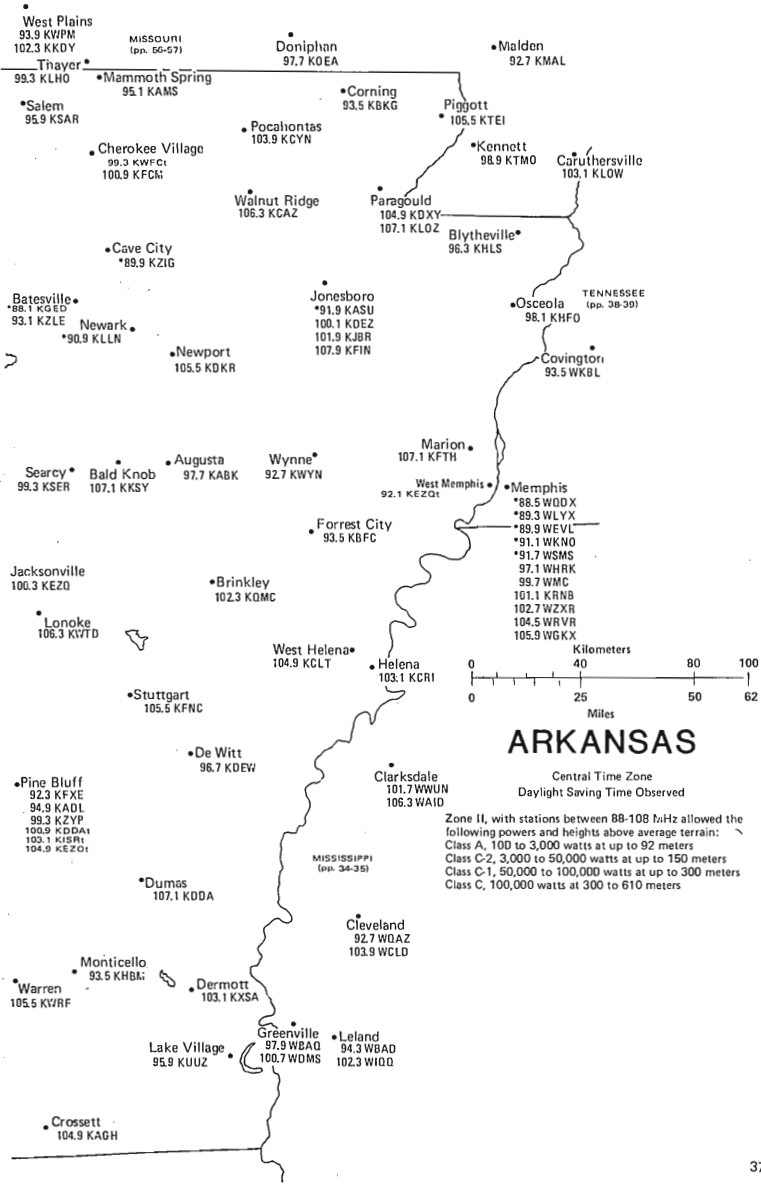 West Plains
93.9 KWPM
102.3 KKDY
MISSOURI
(pp. 56-57)
Doniphan
97.7 KOEA
Malden
92.7 KMAL
Thayer
99.3 KLHO
Mammoth Spring
95.1 KAMS
Salem
95.9 KSAR
Corning
93.5 KBKG
Piggott
105.5 KTEI
Pocahontas
103.9 KCYN
Cherokee Village
99.3 KWFCt
100.9 KFCM
Kennett
98.9 KTMO
Caruthersville
103.1 KLOW
Walnut Ridge
106.3 KCAZ
Paragould
104.9 KDXY
107.1 KLOZ
Blytheville
96.3 KHLS
Cave City
*89.9 KZIG
Batesville
*88.1 KGED
93.1 KZLE
Newark
*90.9 KLLN
Jonesboro
*91.9 KASU
100.1 KDEZ
101.9 KJBR
107.9 KFIN
Osceola
98.1 KHFO
TENNESSEE
(pp. 38-39)
Newport
105.5 KDKR
Covington
93.5 WKBL
Marion
107.1 KFTH
Searcy
99.3 KSER
Bald Knob
107.1 KKSY
Augusta
97.7 KABK
Wynne
92.7 KWYN
West Memphis
92.1 KEZQt
Memphis
*88.5 WQDX
*89.3 WLYX
*89.9 WEVL
*91.1 WKNO
*91.7 WSMS
97.1 WHRK
99.7 WMC
101.1 KRNB
102.7 WZXR
104.5 WRVR
105.9 WGKX
Forrest City
93.5 KBFC
Jacksonville
100.3 KEZQ
Brinkley
102.3 KQMC
Lonoke
106.3 KWTD
West Helena
104.9 KCLT
Helena
103.1 KCRI
Kilometers
0 40 80 100
0 25 50 62
Miles
Stuttgart
105.5 KFNC
ARKANSAS
De Witt
96.7 KDEW
Central Time Zone
Daylight Saving Time Observed
Pine Bluff
92.3 KFXE
94.9 KADL
99.3 KZYP
100.9 KDDAt
103.1 KISRt
104.9 KEZQt
Clarksdale
101.7 WWUN
106.3 WAID
Zone II, with stations between 88-108 MHz allowed the
following powers and heights above average terrain:
Class A, 100 to 3,000 watts at up to 92 meters
Class C-2, 3,000 to 50,000 watts at up to 150 meters
Class C-1, 50,000 to 100,000 watts at up to 300 meters
Class C, 100,000 watts at 300 to 610 meters
MISSISSIPPI
(pp. 34-35)
Dumas
107.1 KDDA
Cleveland
92.7 WQAZ
103.9 WCLD
Monticello
93.5 KHBM
Warren
105.5 KWRF
Dermott
103.1 KXSA
Greenville
97.9 WBAQ
100.7 WDMS
Leland
94.3 WBAD
102.3 WIQQ
Lake Village
95.9 KUUZ
Crossett
104.9 KAGH
37